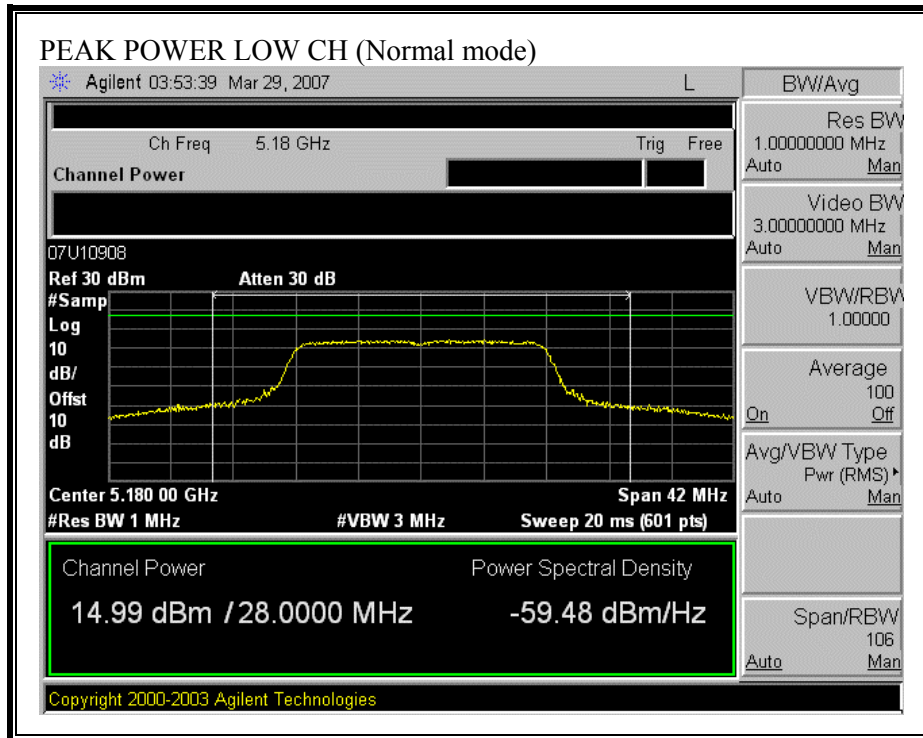 PEAK POWER LOW CH (Normal mode)
Agilent 03:53:39 Mar 29, 2007 L
BW/Avg
Ch Freq 5.18 GHz Trig Free
Channel Power
Res BW
1.00000000 MHz
Auto Man
Video BW
3.00000000 MHz
Auto Man
07U10908
Ref 30 dBm Atten 30 dB
#Samp
Log
10
dB/
Offst
10
dB
VBW/RBW
1.00000
Average
100
On Off
Avg/VBW Type
Pwr (RMS)
Auto Man
Center 5.180 00 GHz Span 42 MHz
#Res BW 1 MHz #VBW 3 MHz Sweep 20 ms (601 pts)
Channel Power Power Spectral Density
14.99 dBm / 28.0000 MHz -59.48 dBm/Hz
Span/RBW
106
Auto Man
Copyright 2000-2003 Agilent Technologies